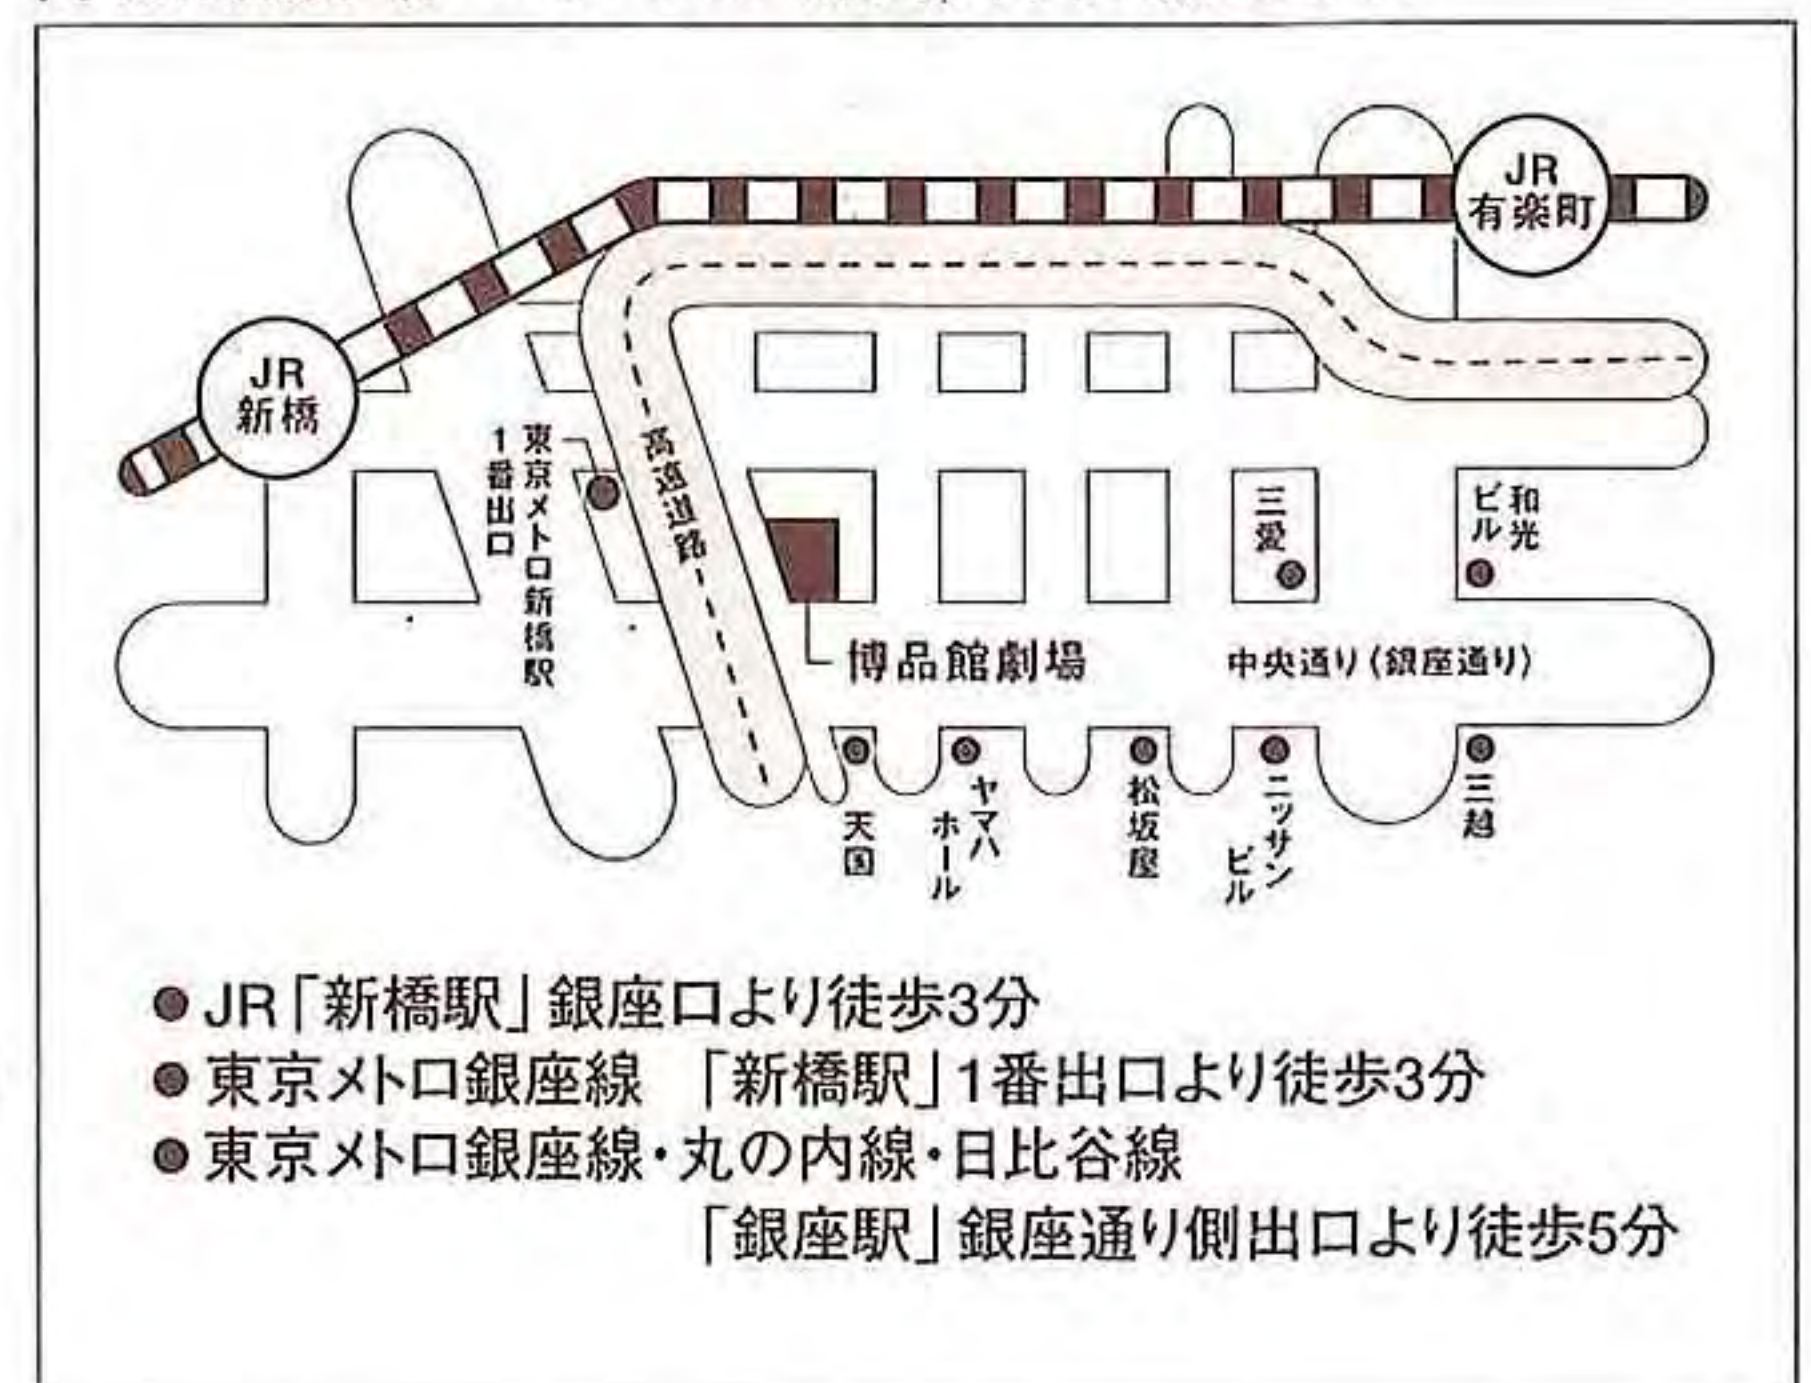 JR
有楽町
JR
新橋
東京メトロ新橋駅
1番出口
高速道路
三愛
和光
ビル
博品館劇場
中央通り(銀座通り)
天国
ヤマハ
ホール
松坂屋
ニッサン
ビル
三越
●JR「新橋駅」銀座口より徒歩3分
●東京メトロ銀座線 「新橋駅」1番出口より徒歩3分
●東京メトロ銀座線・丸の内線・日比谷線
「銀座駅」銀座通り側出口より徒歩5分